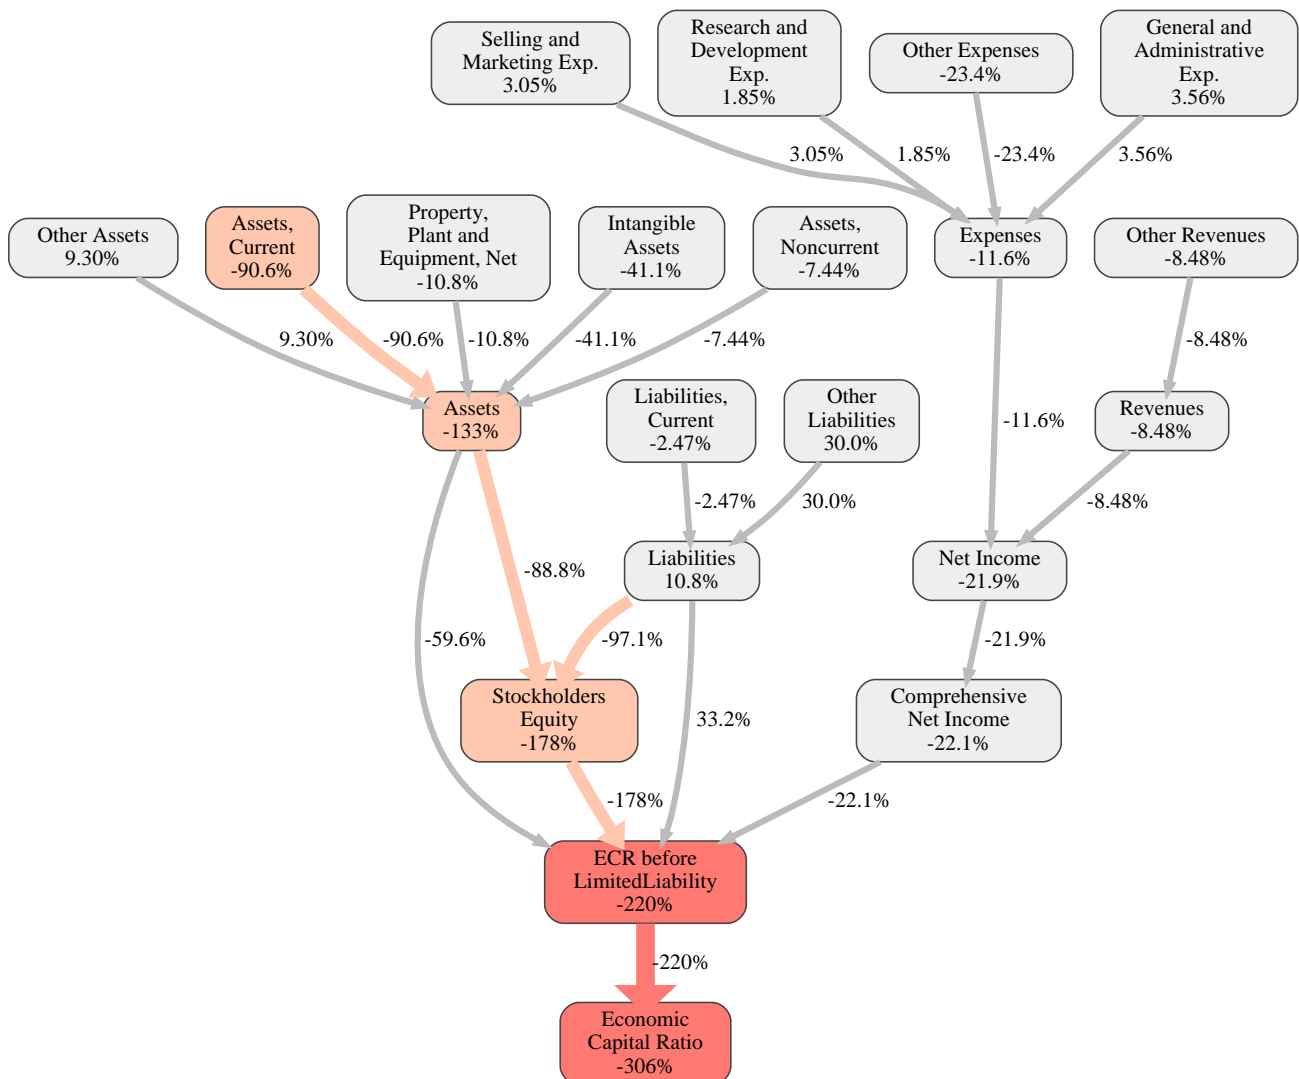 Selling and
Marketing Exp.
3.05%
Research and
Development
Exp.
1.85%
Other Expenses
-23.4%
General and
Administrative
Exp.
3.56%
3.05%
1.85%
-23.4%
3.56%
Other Assets
9.30%
Assets,
Current
-90.6%
Property,
Plant and
Equipment, Net
-10.8%
Intangible
Assets
-41.1%
Assets,
Noncurrent
-7.44%
Expenses
-11.6%
Other Revenues
-8.48%
9.30%
-90.6%
-10.8%
-41.1%
-7.44%
-8.48%
Assets
-133%
Liabilities,
Current
-2.47%
Other
Liabilities
30.0%
-11.6%
Revenues
-8.48%
-2.47%
30.0%
-8.48%
-88.8%
Liabilities
10.8%
Net Income
-21.9%
-59.6%
-97.1%
-21.9%
Stockholders
Equity
-178%
33.2%
Comprehensive
Net Income
-22.1%
-178%
-22.1%
ECR before
LimitedLiability
-220%
-220%
Economic
Capital Ratio
-306%